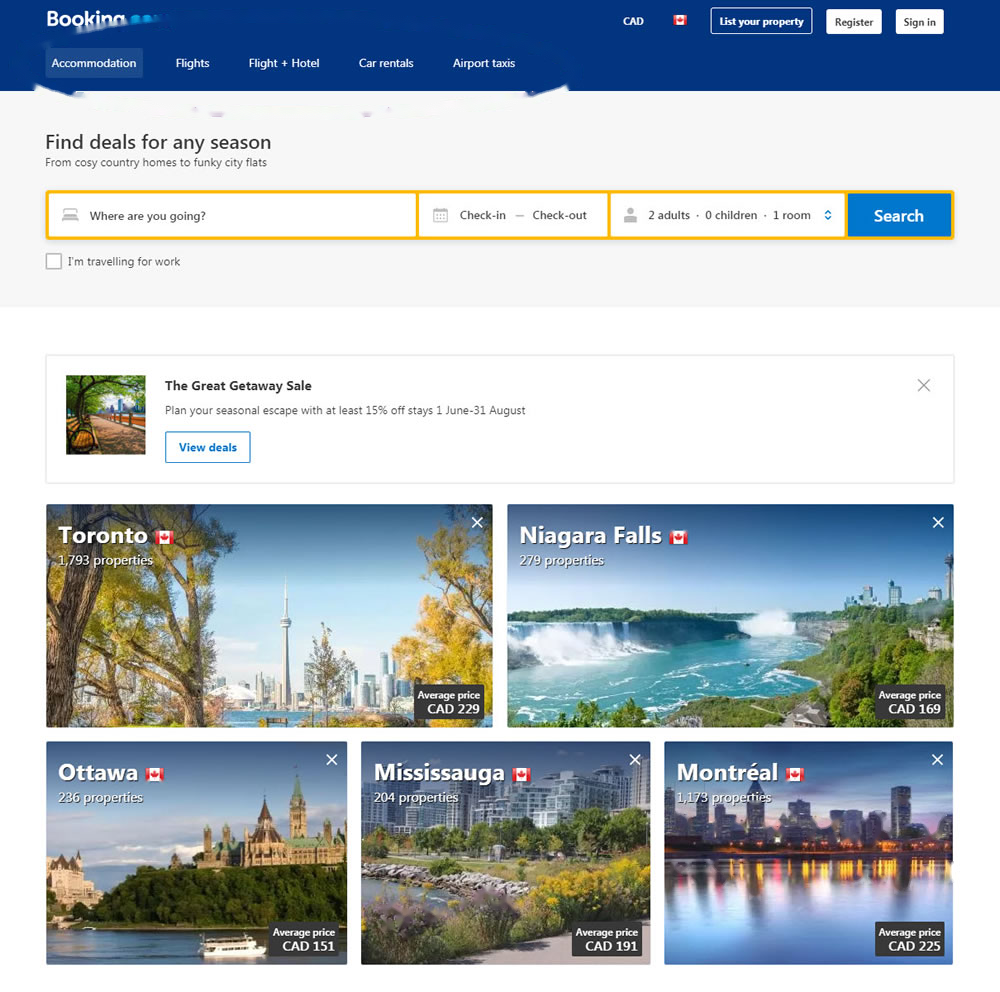 Booking
CAD
List your property
Register
Sign in
Accommodation
Flights
Flight + Hotel
Car rentals
Airport taxis
Find deals for any season
From cosy country homes to funky city flats
Where are you going?
Check-in — Check-out
2 adults · 0 children · 1 room
Search
I'm travelling for work
The Great Getaway Sale
Plan your seasonal escape with at least 15% off stays 1 June-31 August
View deals
Toronto
1,793 properties
Average price
CAD 229
Niagara Falls
279 properties
Average price
CAD 169
Ottawa
236 properties
Average price
CAD 151
Mississauga
204 properties
Average price
CAD 191
Montréal
1,173 properties
Average price
CAD 225